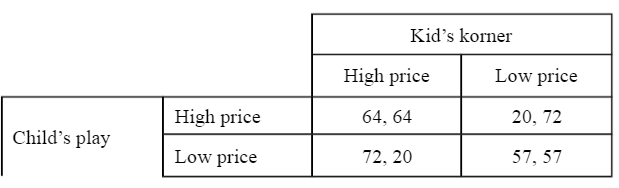 Kid's korner
High price Low price
Child's play
High price 64, 64 20, 72
Low price 72, 20 57, 57